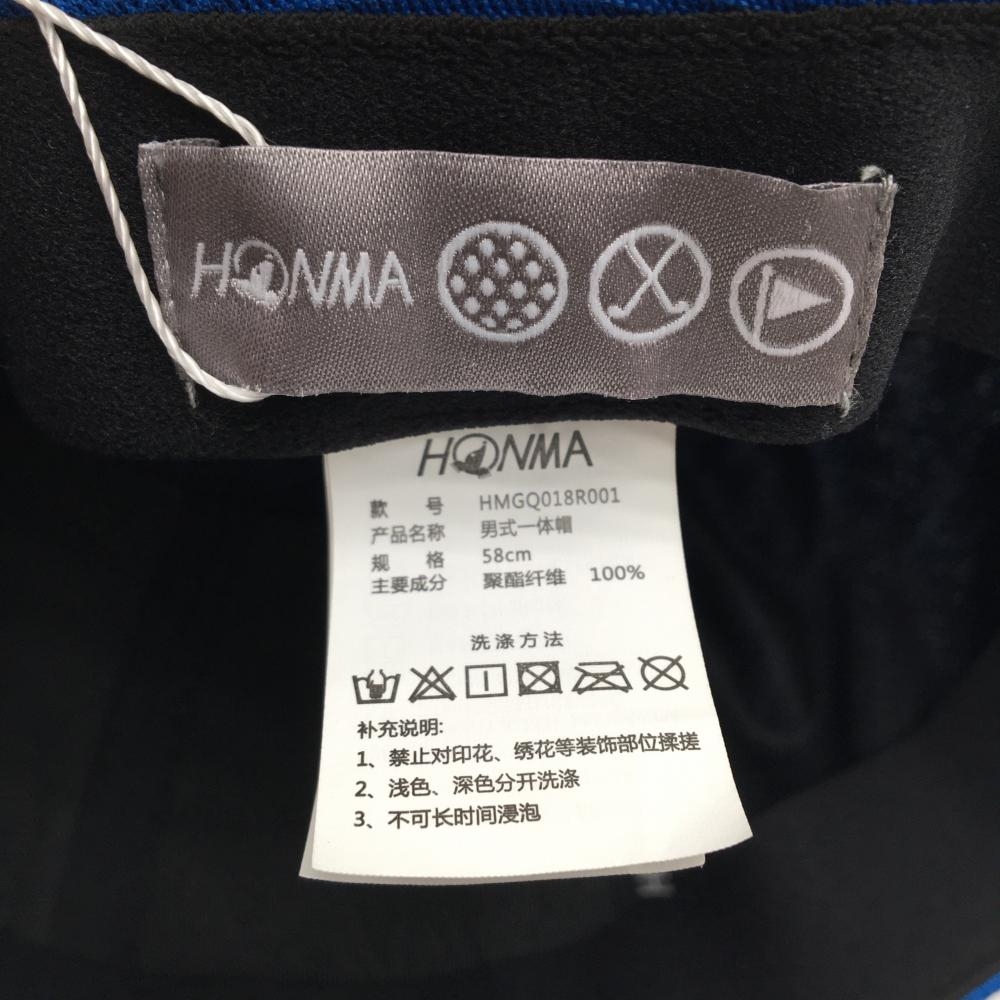 HONMA
HONMA
款 号 HMGQ018R001
产品名称 男式一体帽
规 格 58cm
主要成分 聚酯纤维 100%
洗涤方法
补充说明:
1、禁止对印花、绣花等装饰部位揉搓
2、浅色、深色分开洗涤
3、不可长时间浸泡